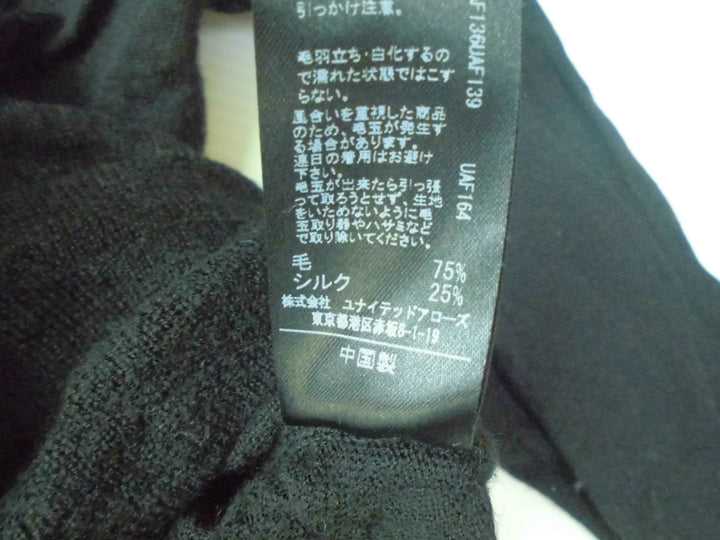 引っかけ注意。
毛羽立ち・白化するの
で濡れた状態ではこす
らない。
風合いを重視した商品
のため、毛玉が発生す
る場合があります。
連日の着用はお避け
下さい。
毛玉が出来たら引っ張
って取ろうとせず、生地
をいためないように毛
玉取り器やハサミなど
で取り除いてください。
毛 75%
シルク 25%
株式会社 ユナイテッドアローズ
東京都港区赤坂8-1-19
中国製
UAF139
UAF164